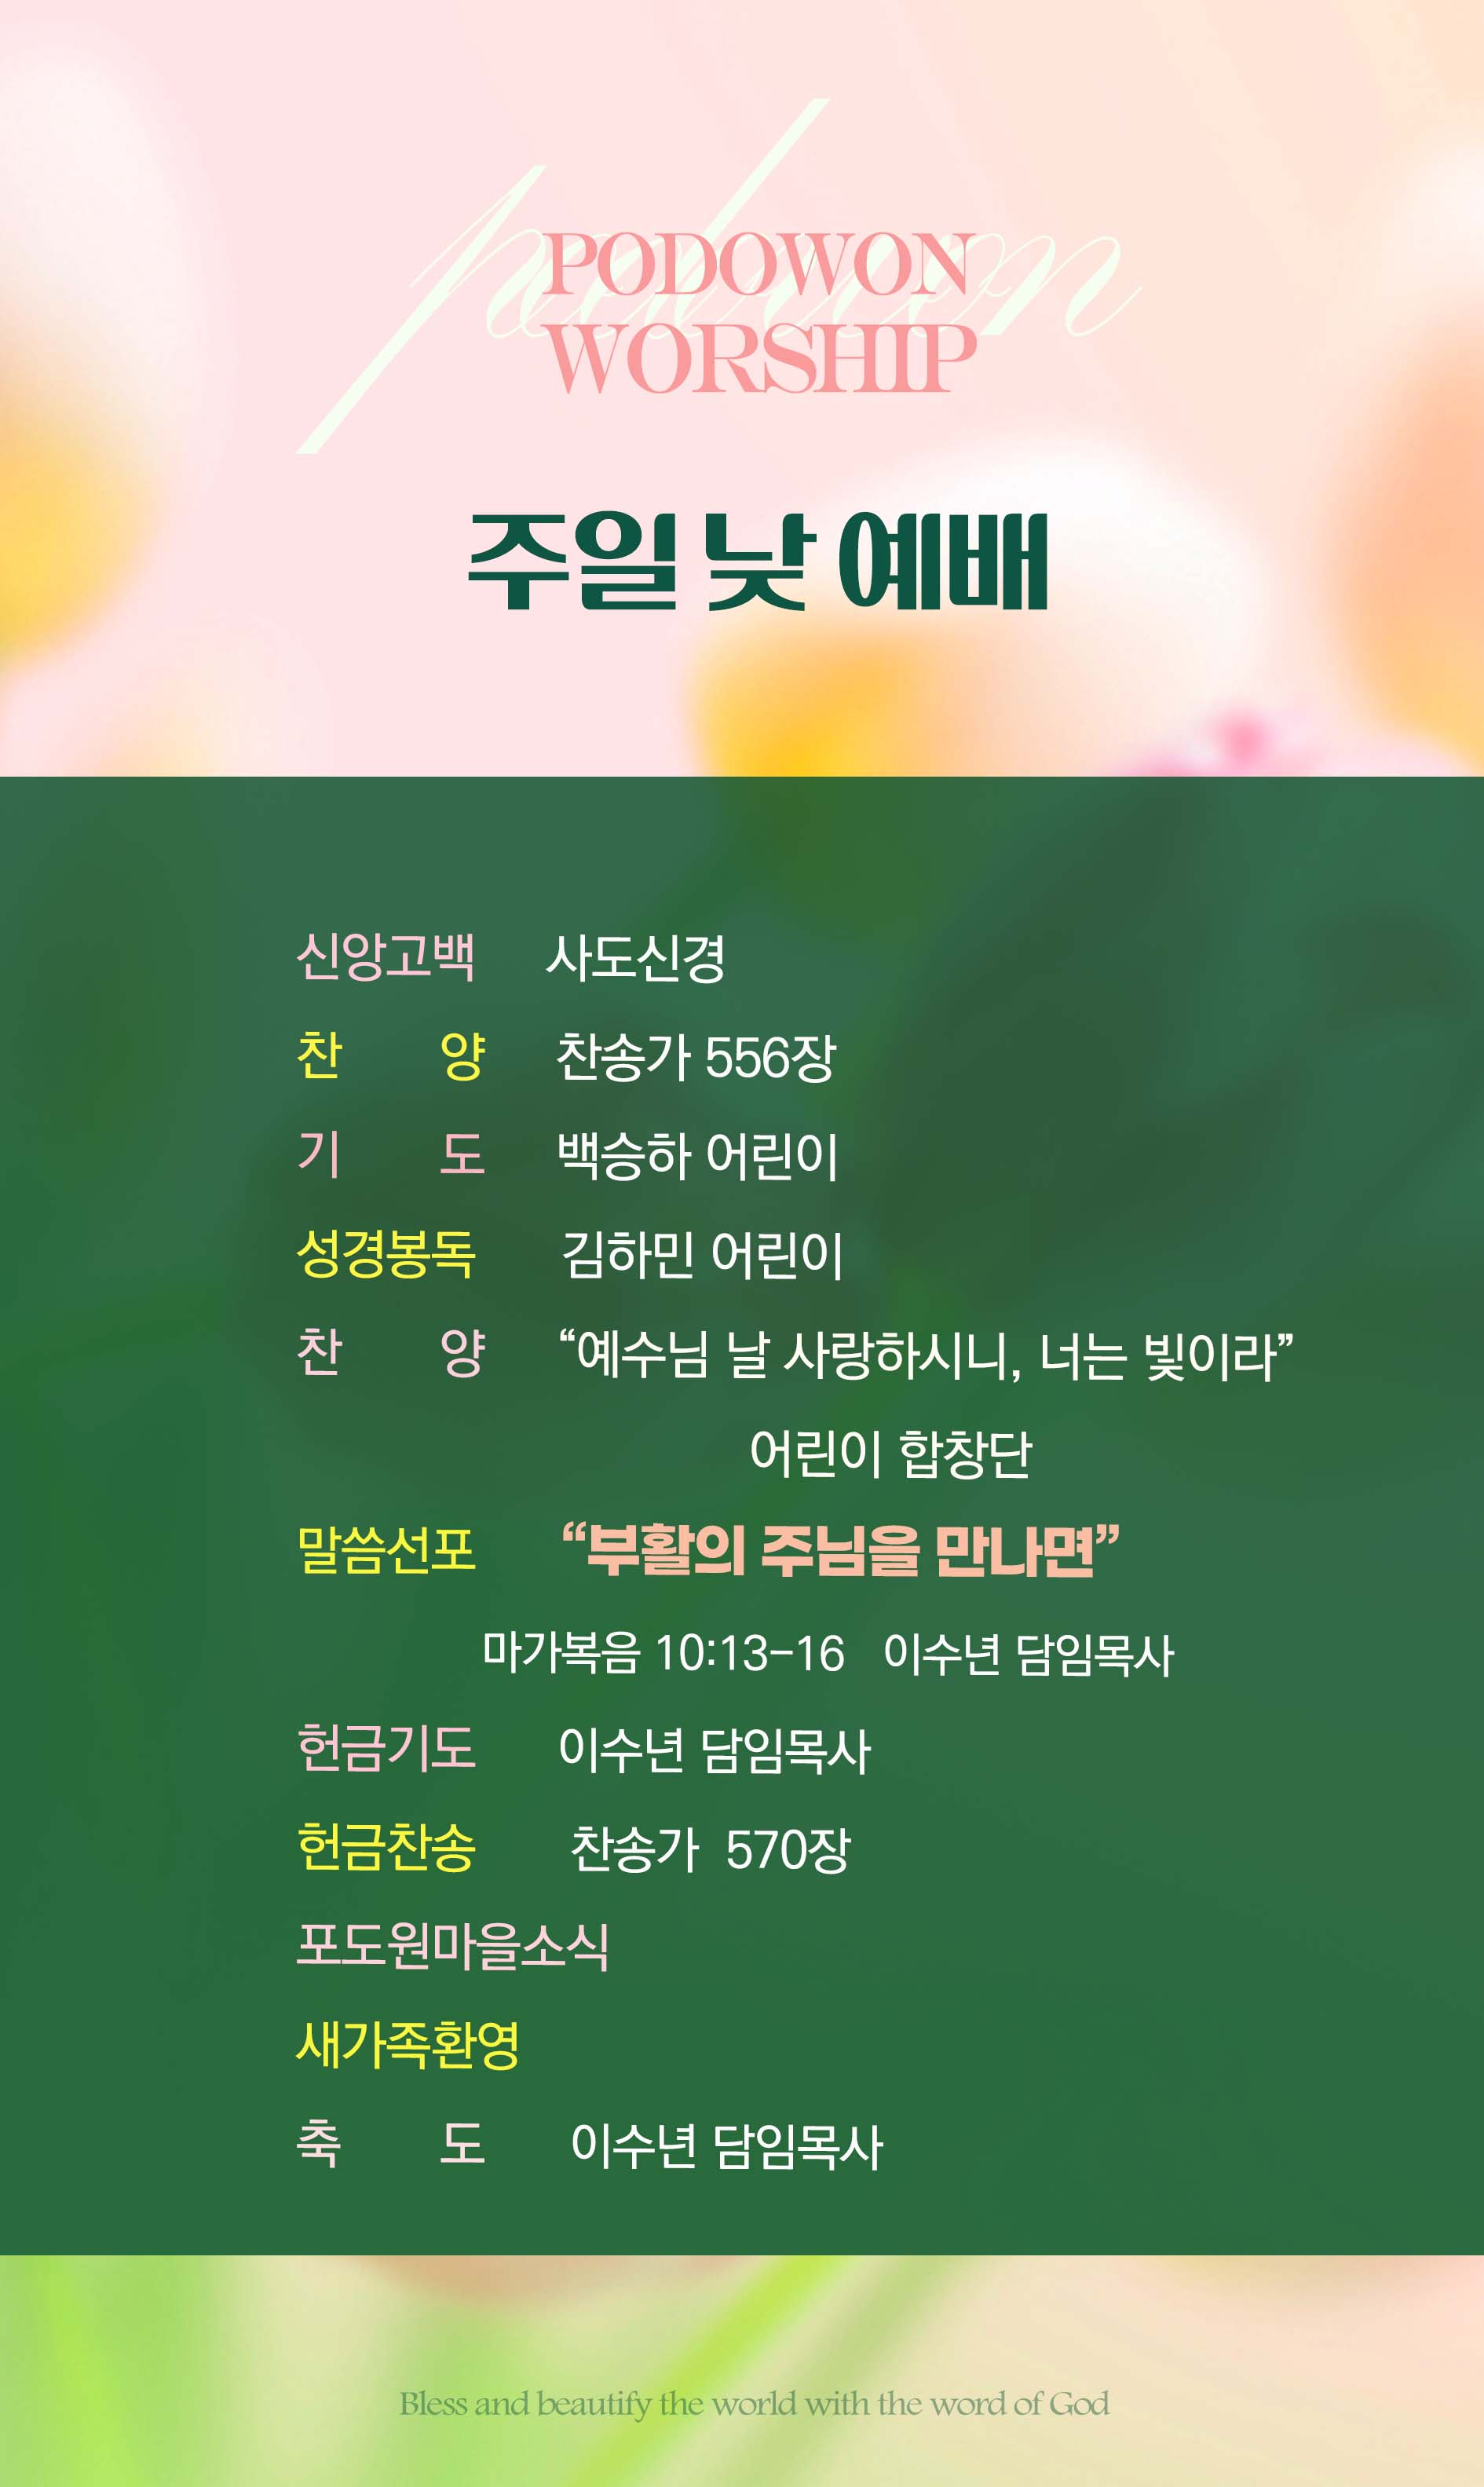 podowon
PODOWON
WORSHIP
주일 낮 예배
신앙고백 사도신경
찬 양 찬송가 556장
기 도 백승하 어린이
성경봉독 김하민 어린이
찬 양 “예수님 날 사랑하시니, 너는 빛이라”
어린이 합창단
말씀선포 “부활의 주님을 만나면”
마가복음 10:13-16 이수년 담임목사
헌금기도 이수년 담임목사
헌금찬송 찬송가 570장
포도원마을소식
새가족환영
축 도 이수년 담임목사
Bless and beautify the world with the word of God